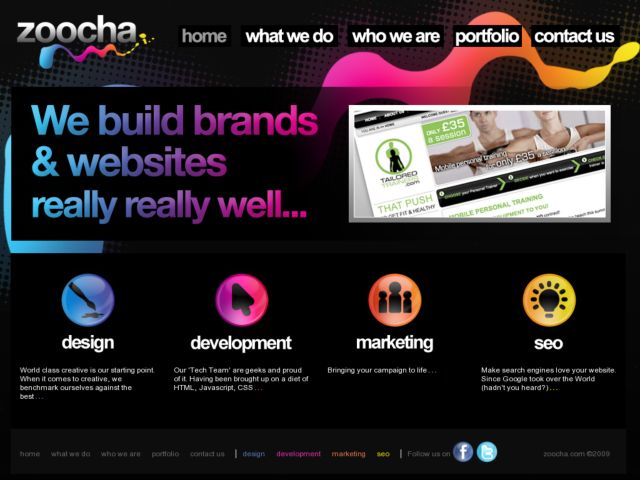 zoocha.
home what we do who we are portfolio contact us
We build brands
& websites
really really well...
HOME ABOUT US
ONLY £35
a session
Mobile personal training
for only £35 a session
TAILORED
TRAINING
.com
THAT PUSH
GET FIT & HEALTHY
MOBILE PERSONAL TRAINING
design
World class creative is our starting point.
When it comes to creative, we
benchmark ourselves against the
best . . .
development
Our 'Tech Team' are geeks and proud
of it. Having been brought up on a diet of
HTML, Javascript, CSS . . .
marketing
Bringing your campaign to life . . .
seo
Make search engines love your website.
Since Google took over the World
(hadn't you heard?) . . .
home what we do who we are portfolio contact us | design development marketing seo | Follow us on zoocha.com ©2009